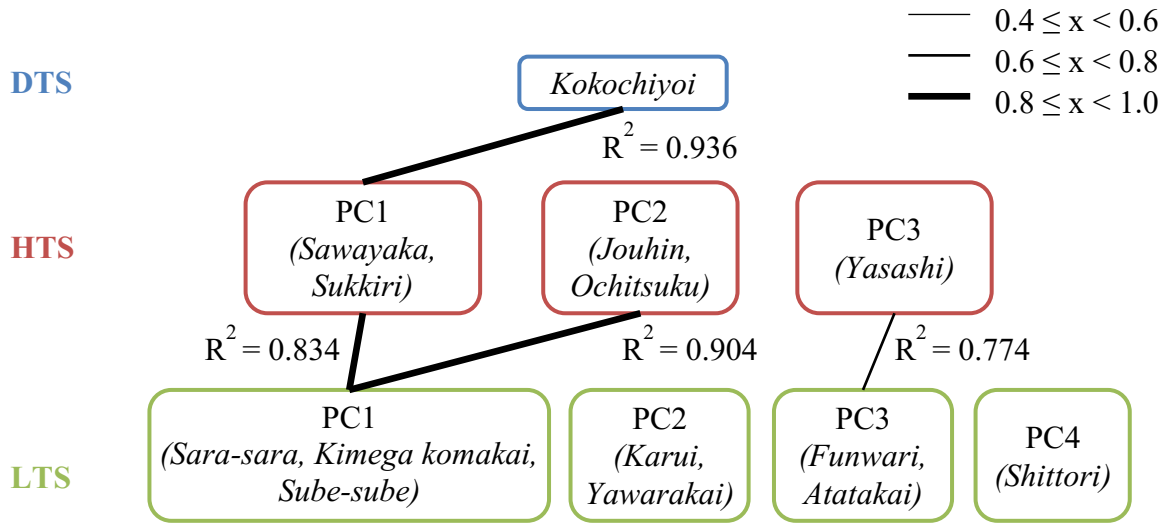 0.4 ≤ x < 0.6
0.6 ≤ x < 0.8
0.8 ≤ x < 1.0
DTS
Kokochiyoi
R² = 0.936
HTS
PC1
(Sawayaka,
Sukkiri)
PC2
(Jouhin,
Ochitsuku)
PC3
(Yasashi)
R² = 0.834
R² = 0.904
R² = 0.774
LTS
PC1
(Sara-sara, Kimega komakai,
Sube-sube)
PC2
(Karui,
Yawarakai)
PC3
(Funwari,
Atatakai)
PC4
(Shittori)